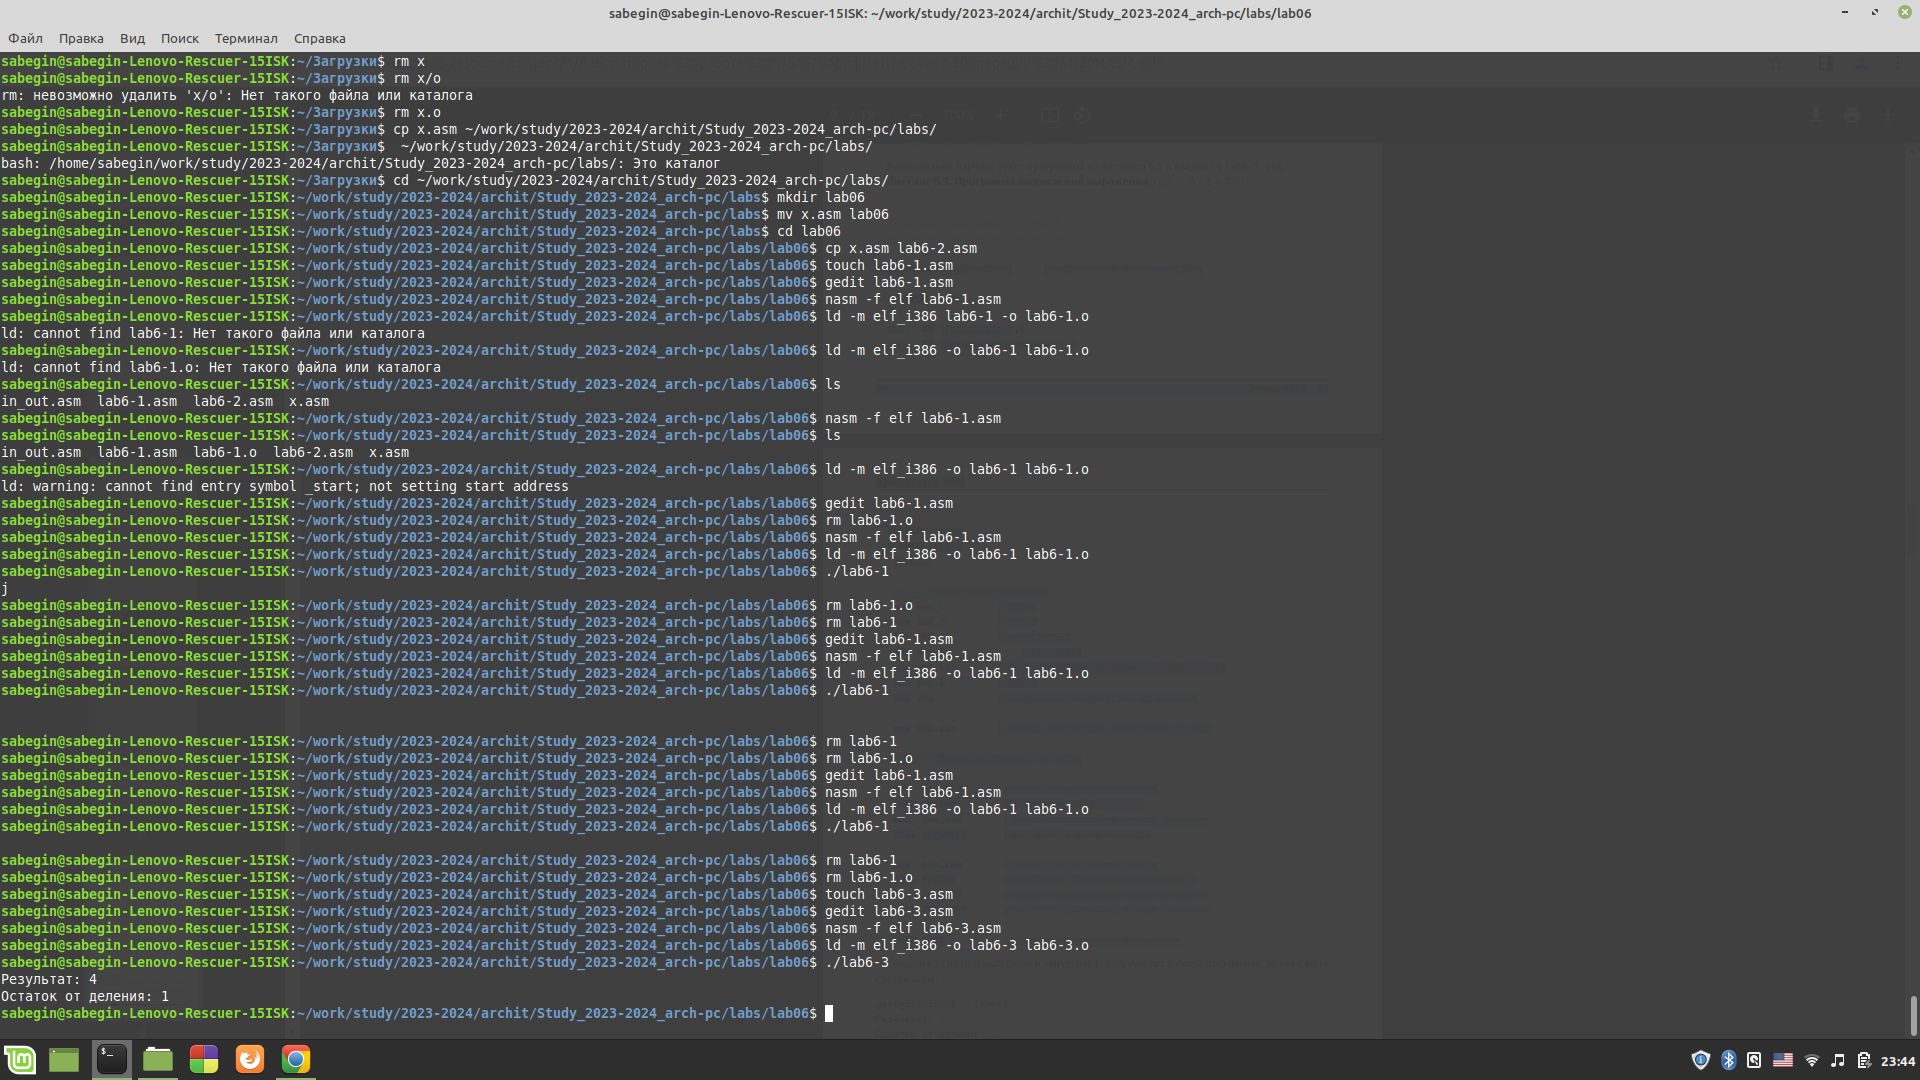 sabegin@sabegin-Lenovo-Rescuer-15ISK: ~/work/study/2023-2024/archit/Study_2023-2024_arch-pc/labs/lab06
Файл Правка Вид Поиск Терминал Справка
sabegin@sabegin-Lenovo-Rescuer-15ISK:~/Загрузки$ rm x
sabegin@sabegin-Lenovo-Rescuer-15ISK:~/Загрузки$ rm x/o
rm: невозможно удалить 'x/o': Нет такого файла или каталога
sabegin@sabegin-Lenovo-Rescuer-15ISK:~/Загрузки$ rm x.o
sabegin@sabegin-Lenovo-Rescuer-15ISK:~/Загрузки$ cp x.asm ~/work/study/2023-2024/archit/Study_2023-2024_arch-pc/labs/
sabegin@sabegin-Lenovo-Rescuer-15ISK:~/Загрузки$  ~/work/study/2023-2024/archit/Study_2023-2024_arch-pc/labs/
bash: /home/sabegin/work/study/2023-2024/archit/Study_2023-2024_arch-pc/labs/: Это каталог
sabegin@sabegin-Lenovo-Rescuer-15ISK:~/Загрузки$ cd ~/work/study/2023-2024/archit/Study_2023-2024_arch-pc/labs/
sabegin@sabegin-Lenovo-Rescuer-15ISK:~/work/study/2023-2024/archit/Study_2023-2024_arch-pc/labs$ mkdir lab06
sabegin@sabegin-Lenovo-Rescuer-15ISK:~/work/study/2023-2024/archit/Study_2023-2024_arch-pc/labs$ mv x.asm lab06
sabegin@sabegin-Lenovo-Rescuer-15ISK:~/work/study/2023-2024/archit/Study_2023-2024_arch-pc/labs$ cd lab06
sabegin@sabegin-Lenovo-Rescuer-15ISK:~/work/study/2023-2024/archit/Study_2023-2024_arch-pc/labs/lab06$ cp x.asm lab6-2.asm
sabegin@sabegin-Lenovo-Rescuer-15ISK:~/work/study/2023-2024/archit/Study_2023-2024_arch-pc/labs/lab06$ touch lab6-1.asm
sabegin@sabegin-Lenovo-Rescuer-15ISK:~/work/study/2023-2024/archit/Study_2023-2024_arch-pc/labs/lab06$ gedit lab6-1.asm
sabegin@sabegin-Lenovo-Rescuer-15ISK:~/work/study/2023-2024/archit/Study_2023-2024_arch-pc/labs/lab06$ nasm -f elf lab6-1.asm
sabegin@sabegin-Lenovo-Rescuer-15ISK:~/work/study/2023-2024/archit/Study_2023-2024_arch-pc/labs/lab06$ ld -m elf_i386 lab6-1 -o lab6-1.o
ld: cannot find lab6-1: Нет такого файла или каталога
sabegin@sabegin-Lenovo-Rescuer-15ISK:~/work/study/2023-2024/archit/Study_2023-2024_arch-pc/labs/lab06$ ld -m elf_i386 -o lab6-1 lab6-1.o
ld: cannot find lab6-1.o: Нет такого файла или каталога
sabegin@sabegin-Lenovo-Rescuer-15ISK:~/work/study/2023-2024/archit/Study_2023-2024_arch-pc/labs/lab06$ ls
in_out.asm  lab6-1.asm  lab6-2.asm  x.asm
sabegin@sabegin-Lenovo-Rescuer-15ISK:~/work/study/2023-2024/archit/Study_2023-2024_arch-pc/labs/lab06$ nasm -f elf lab6-1.asm
sabegin@sabegin-Lenovo-Rescuer-15ISK:~/work/study/2023-2024/archit/Study_2023-2024_arch-pc/labs/lab06$ ls
in_out.asm  lab6-1.asm  lab6-1.o  lab6-2.asm  x.asm
sabegin@sabegin-Lenovo-Rescuer-15ISK:~/work/study/2023-2024/archit/Study_2023-2024_arch-pc/labs/lab06$ ld -m elf_i386 -o lab6-1 lab6-1.o
ld: warning: cannot find entry symbol _start; not setting start address
sabegin@sabegin-Lenovo-Rescuer-15ISK:~/work/study/2023-2024/archit/Study_2023-2024_arch-pc/labs/lab06$ gedit lab6-1.asm
sabegin@sabegin-Lenovo-Rescuer-15ISK:~/work/study/2023-2024/archit/Study_2023-2024_arch-pc/labs/lab06$ rm lab6-1.o
sabegin@sabegin-Lenovo-Rescuer-15ISK:~/work/study/2023-2024/archit/Study_2023-2024_arch-pc/labs/lab06$ nasm -f elf lab6-1.asm
sabegin@sabegin-Lenovo-Rescuer-15ISK:~/work/study/2023-2024/archit/Study_2023-2024_arch-pc/labs/lab06$ ld -m elf_i386 -o lab6-1 lab6-1.o
sabegin@sabegin-Lenovo-Rescuer-15ISK:~/work/study/2023-2024/archit/Study_2023-2024_arch-pc/labs/lab06$ ./lab6-1
j
sabegin@sabegin-Lenovo-Rescuer-15ISK:~/work/study/2023-2024/archit/Study_2023-2024_arch-pc/labs/lab06$ rm lab6-1.o
sabegin@sabegin-Lenovo-Rescuer-15ISK:~/work/study/2023-2024/archit/Study_2023-2024_arch-pc/labs/lab06$ rm lab6-1
sabegin@sabegin-Lenovo-Rescuer-15ISK:~/work/study/2023-2024/archit/Study_2023-2024_arch-pc/labs/lab06$ gedit lab6-1.asm
sabegin@sabegin-Lenovo-Rescuer-15ISK:~/work/study/2023-2024/archit/Study_2023-2024_arch-pc/labs/lab06$ nasm -f elf lab6-1.asm
sabegin@sabegin-Lenovo-Rescuer-15ISK:~/work/study/2023-2024/archit/Study_2023-2024_arch-pc/labs/lab06$ ld -m elf_i386 -o lab6-1 lab6-1.o
sabegin@sabegin-Lenovo-Rescuer-15ISK:~/work/study/2023-2024/archit/Study_2023-2024_arch-pc/labs/lab06$ ./lab6-1
sabegin@sabegin-Lenovo-Rescuer-15ISK:~/work/study/2023-2024/archit/Study_2023-2024_arch-pc/labs/lab06$ rm lab6-1
sabegin@sabegin-Lenovo-Rescuer-15ISK:~/work/study/2023-2024/archit/Study_2023-2024_arch-pc/labs/lab06$ rm lab6-1.o
sabegin@sabegin-Lenovo-Rescuer-15ISK:~/work/study/2023-2024/archit/Study_2023-2024_arch-pc/labs/lab06$ gedit lab6-1.asm
sabegin@sabegin-Lenovo-Rescuer-15ISK:~/work/study/2023-2024/archit/Study_2023-2024_arch-pc/labs/lab06$ nasm -f elf lab6-1.asm
sabegin@sabegin-Lenovo-Rescuer-15ISK:~/work/study/2023-2024/archit/Study_2023-2024_arch-pc/labs/lab06$ ld -m elf_i386 -o lab6-1 lab6-1.o
sabegin@sabegin-Lenovo-Rescuer-15ISK:~/work/study/2023-2024/archit/Study_2023-2024_arch-pc/labs/lab06$ ./lab6-1
sabegin@sabegin-Lenovo-Rescuer-15ISK:~/work/study/2023-2024/archit/Study_2023-2024_arch-pc/labs/lab06$ rm lab6-1
sabegin@sabegin-Lenovo-Rescuer-15ISK:~/work/study/2023-2024/archit/Study_2023-2024_arch-pc/labs/lab06$ rm lab6-1.o
sabegin@sabegin-Lenovo-Rescuer-15ISK:~/work/study/2023-2024/archit/Study_2023-2024_arch-pc/labs/lab06$ touch lab6-3.asm
sabegin@sabegin-Lenovo-Rescuer-15ISK:~/work/study/2023-2024/archit/Study_2023-2024_arch-pc/labs/lab06$ gedit lab6-3.asm
sabegin@sabegin-Lenovo-Rescuer-15ISK:~/work/study/2023-2024/archit/Study_2023-2024_arch-pc/labs/lab06$ nasm -f elf lab6-3.asm
sabegin@sabegin-Lenovo-Rescuer-15ISK:~/work/study/2023-2024/archit/Study_2023-2024_arch-pc/labs/lab06$ ld -m elf_i386 -o lab6-3 lab6-3.o
sabegin@sabegin-Lenovo-Rescuer-15ISK:~/work/study/2023-2024/archit/Study_2023-2024_arch-pc/labs/lab06$ ./lab6-3
Результат: 4
Остаток от деления: 1
sabegin@sabegin-Lenovo-Rescuer-15ISK:~/work/study/2023-2024/archit/Study_2023-2024_arch-pc/labs/lab06$
23:44